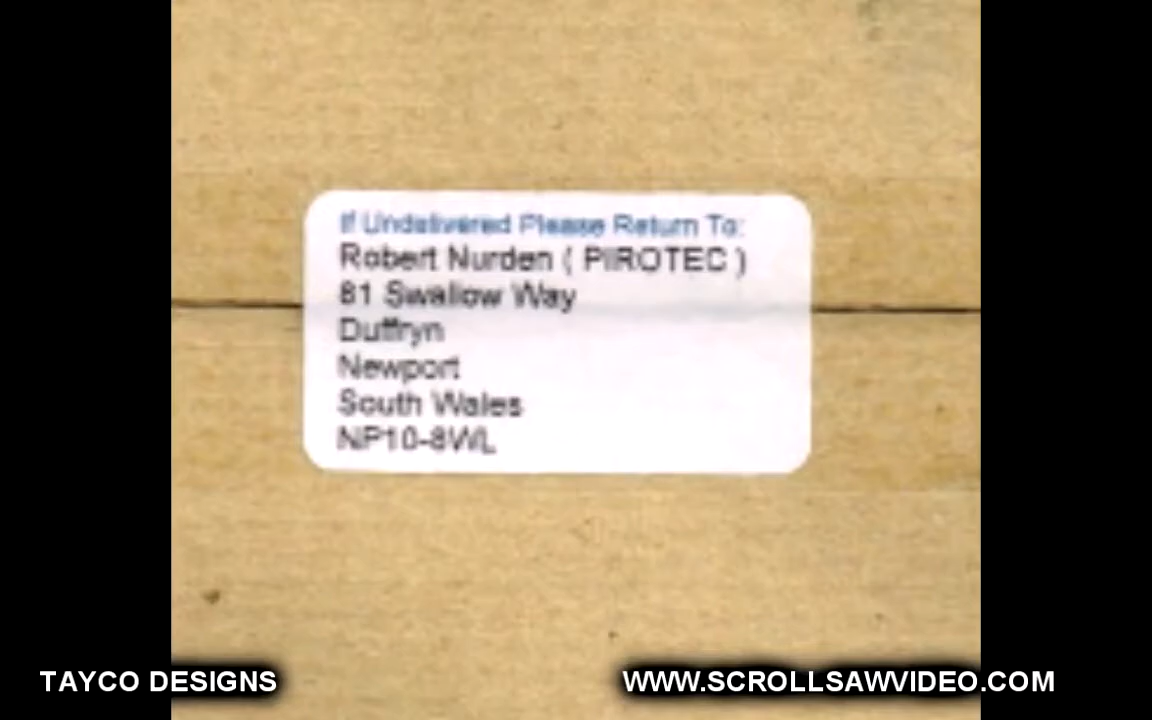 If Undelivered Please Return To:
Robert Nurden ( PIROTEC )
81 Swallow Way
Duffryn
Newport
South Wales
NP10-8WL
TAYCO DESIGNS
WWW.SCROLLSAWVIDEO.COM